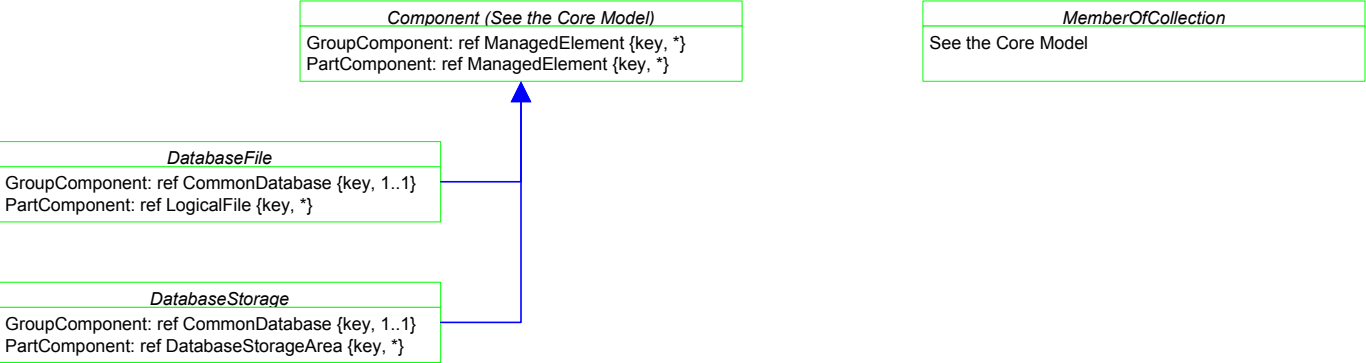 Component (See the Core Model)
GroupComponent: ref ManagedElement {key, *}
PartComponent: ref ManagedElement {key, *}
MemberOfCollection
See the Core Model
DatabaseFile
GroupComponent: ref CommonDatabase {key, 1..1}
PartComponent: ref LogicalFile {key, *}
DatabaseStorage
GroupComponent: ref CommonDatabase {key, 1..1}
PartComponent: ref DatabaseStorageArea {key, *}